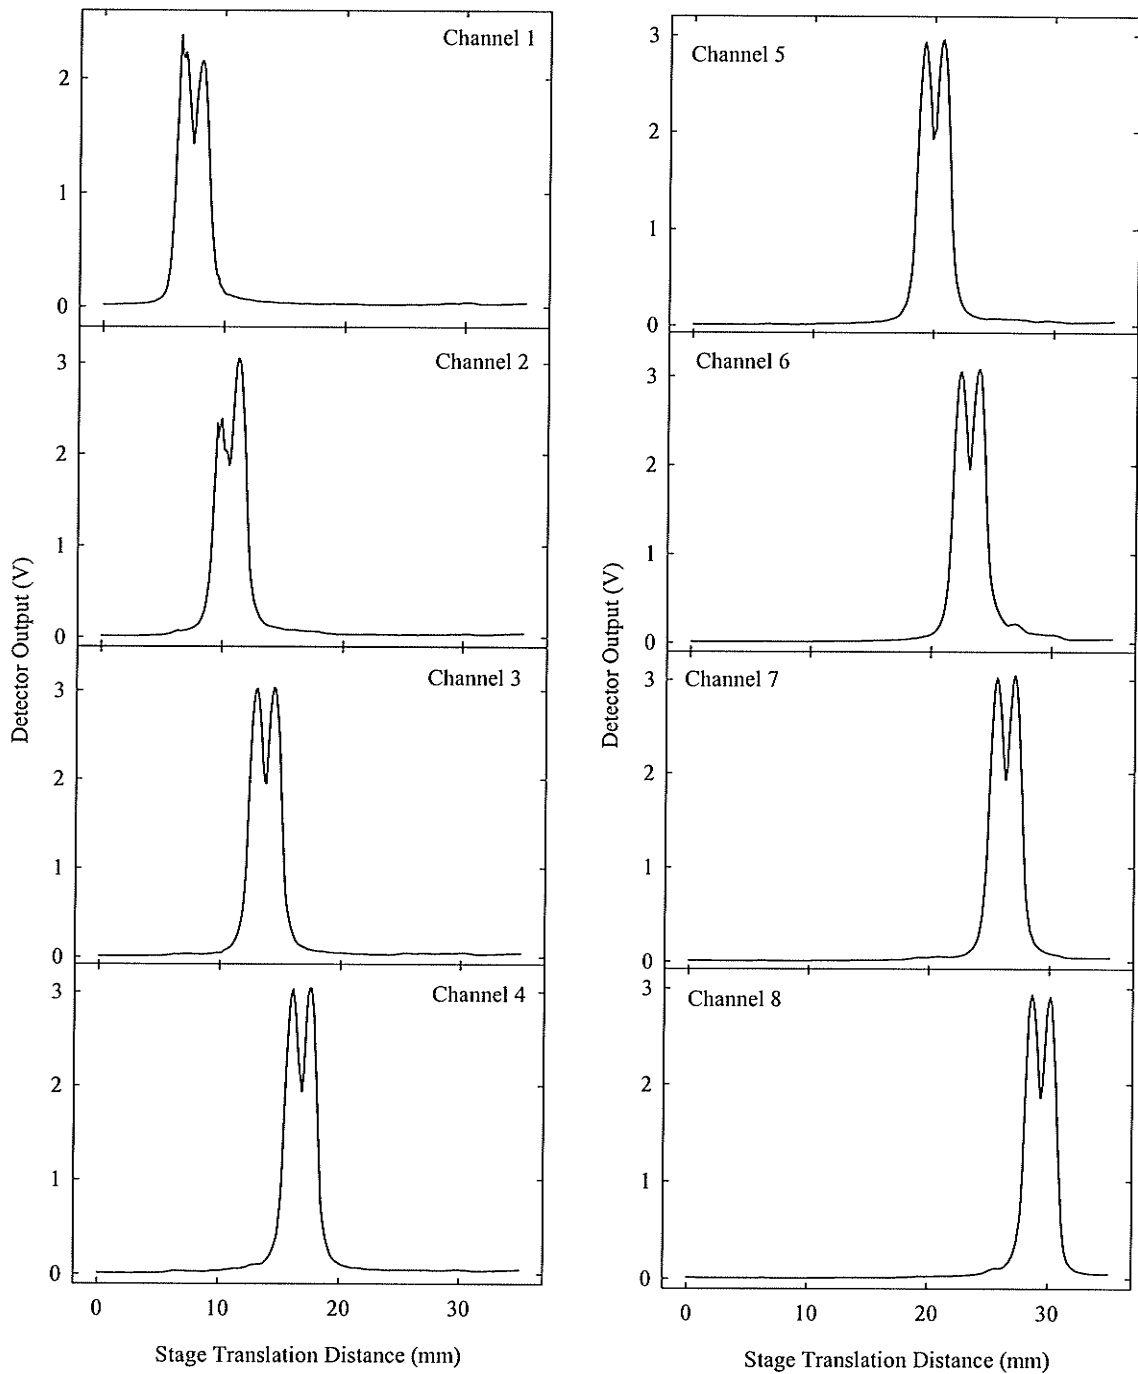 Channel 1
2
1
0
Channel 2
3
2
1
0
Channel 3
3
2
1
0
Channel 4
3
2
1
0
0 10 20 30
Stage Translation Distance (mm)
Detector Output (V)
Channel 5
3
2
1
0
Channel 6
3
2
1
0
Channel 7
3
2
1
0
Channel 8
3
2
1
0
0 10 20 30
Stage Translation Distance (mm)
Detector Output (V)